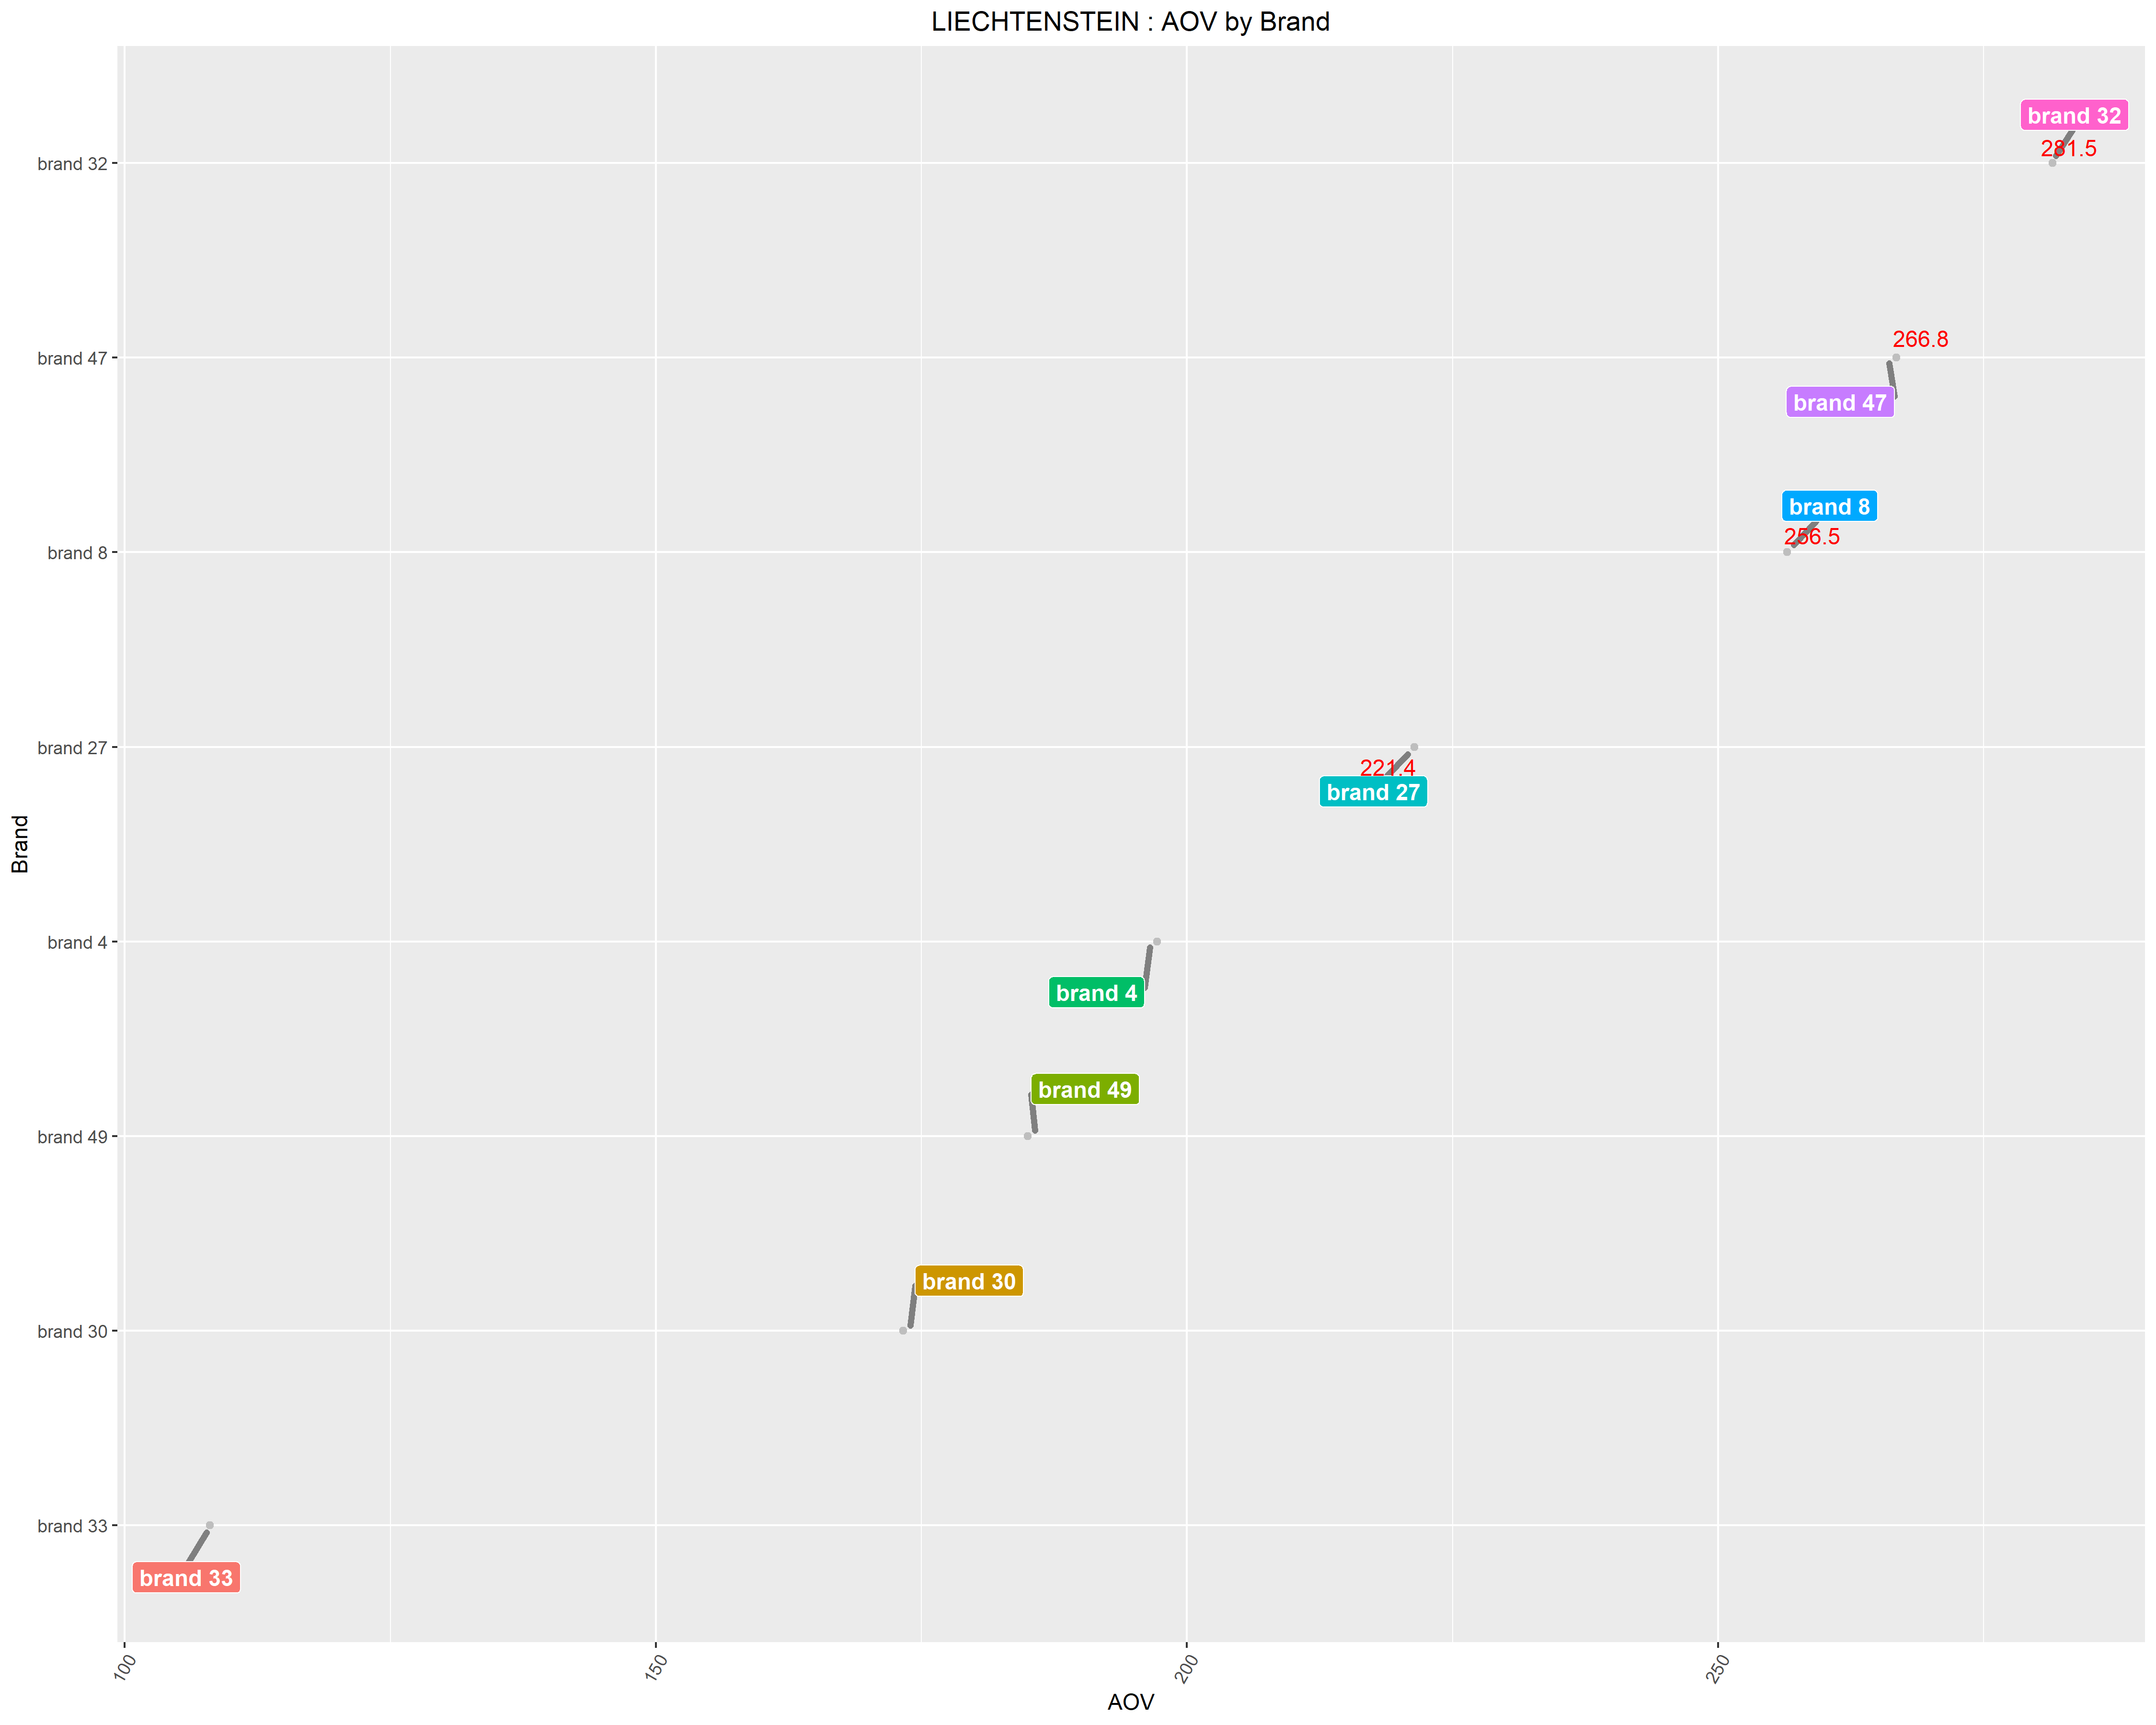 LIECHTENSTEIN : AOV by Brand
brand 32
brand 32
281.5
brand 47
266.8
brand 47
brand 8
brand 8
256.5
brand 27
221.4
brand 27
Brand
brand 4
brand 4
brand 49
brand 49
brand 30
brand 30
brand 33
brand 33
100
150
200
250
AOV